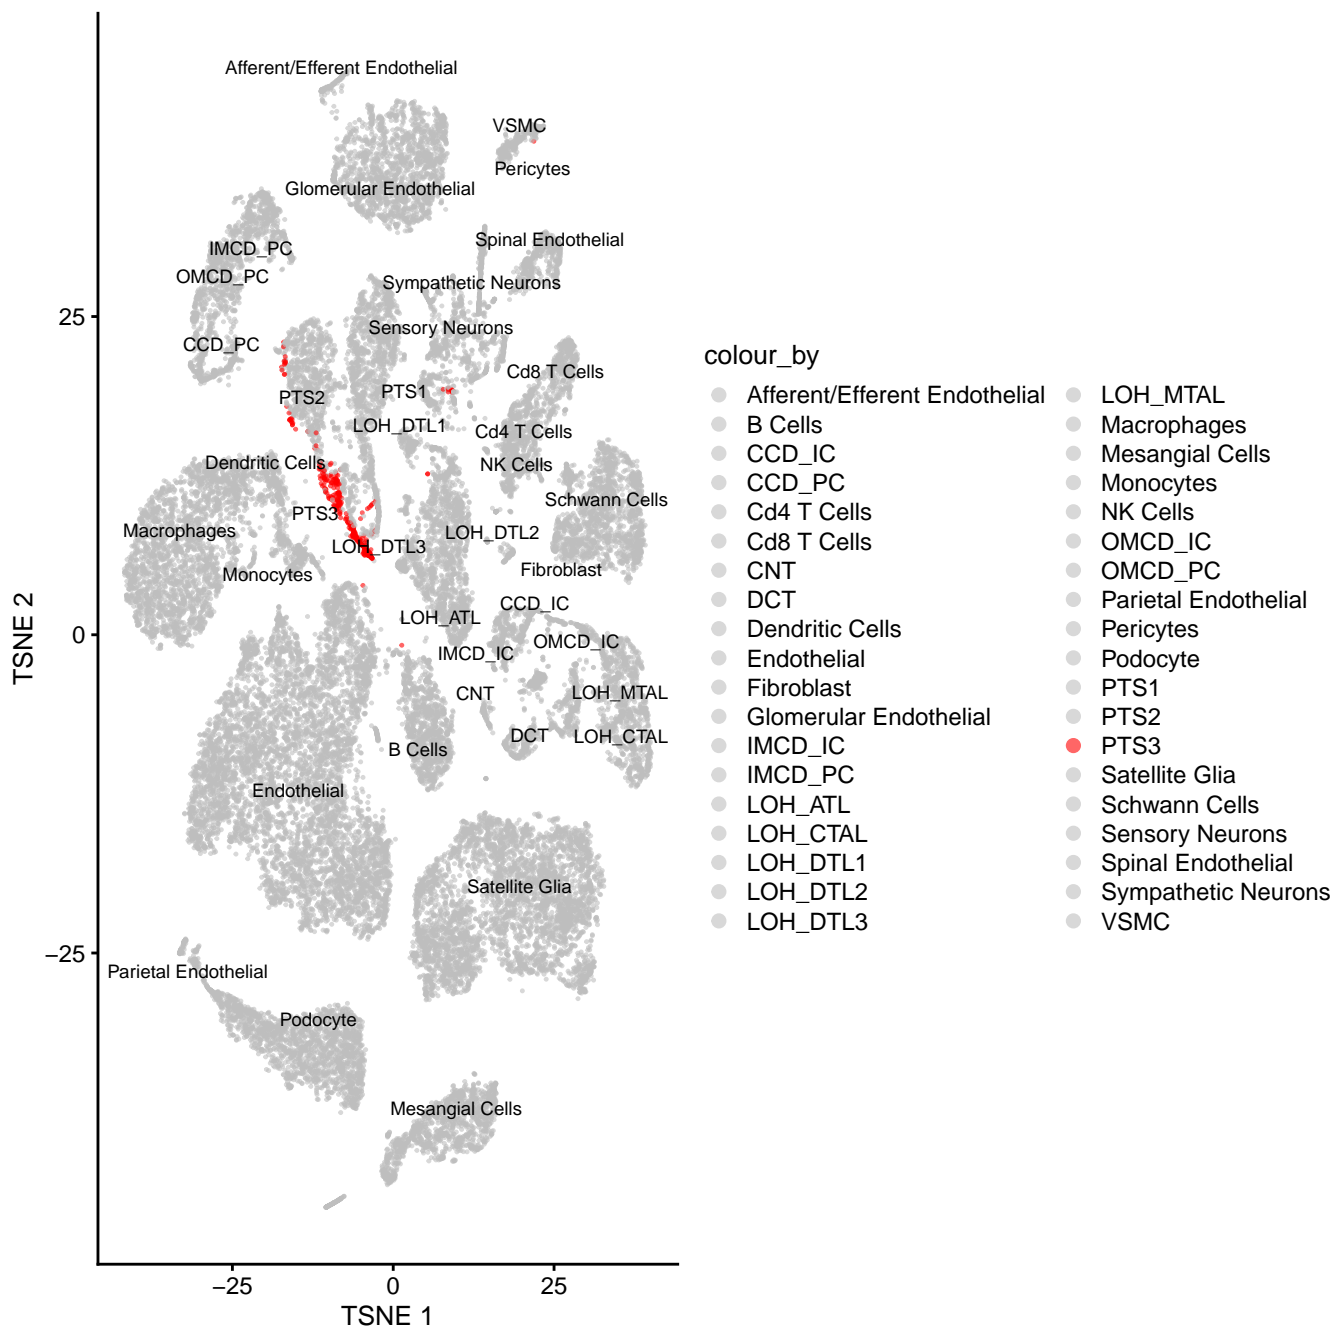 Afferent/Efferent Endothelial
VSMC
Pericytes
Glomerular Endothelial
Spinal Endothelial
IMCD_PC
OMCD_PC
Sympathetic Neurons
25
Sensory Neurons
CCD_PC
Cd8 T Cells
PTS1
PTS2
LOH_DTL1
Cd4 T Cells
Dendritic Cells
NK Cells
Schwann Cells
PTS3
Macrophages
LOH_DTL2
LOH_DTL3
Monocytes
Fibroblast
CCD_IC
LOH_ATL
0
OMCD_IC
IMCD_IC
CNT
LOH_MTAL
DCT
LOH_CTAL
B Cells
Endothelial
Satellite Glia
−25
Parietal Endothelial
Podocyte
Mesangial Cells
−25
0
25
TSNE 1
TSNE 2
colour_by
Afferent/Efferent Endothelial
B Cells
CCD_IC
CCD_PC
Cd4 T Cells
Cd8 T Cells
CNT
DCT
Dendritic Cells
Endothelial
Fibroblast
Glomerular Endothelial
IMCD_IC
IMCD_PC
LOH_ATL
LOH_CTAL
LOH_DTL1
LOH_DTL2
LOH_DTL3
LOH_MTAL
Macrophages
Mesangial Cells
Monocytes
NK Cells
OMCD_IC
OMCD_PC
Parietal Endothelial
Pericytes
Podocyte
PTS1
PTS2
PTS3
Satellite Glia
Schwann Cells
Sensory Neurons
Spinal Endothelial
Sympathetic Neurons
VSMC